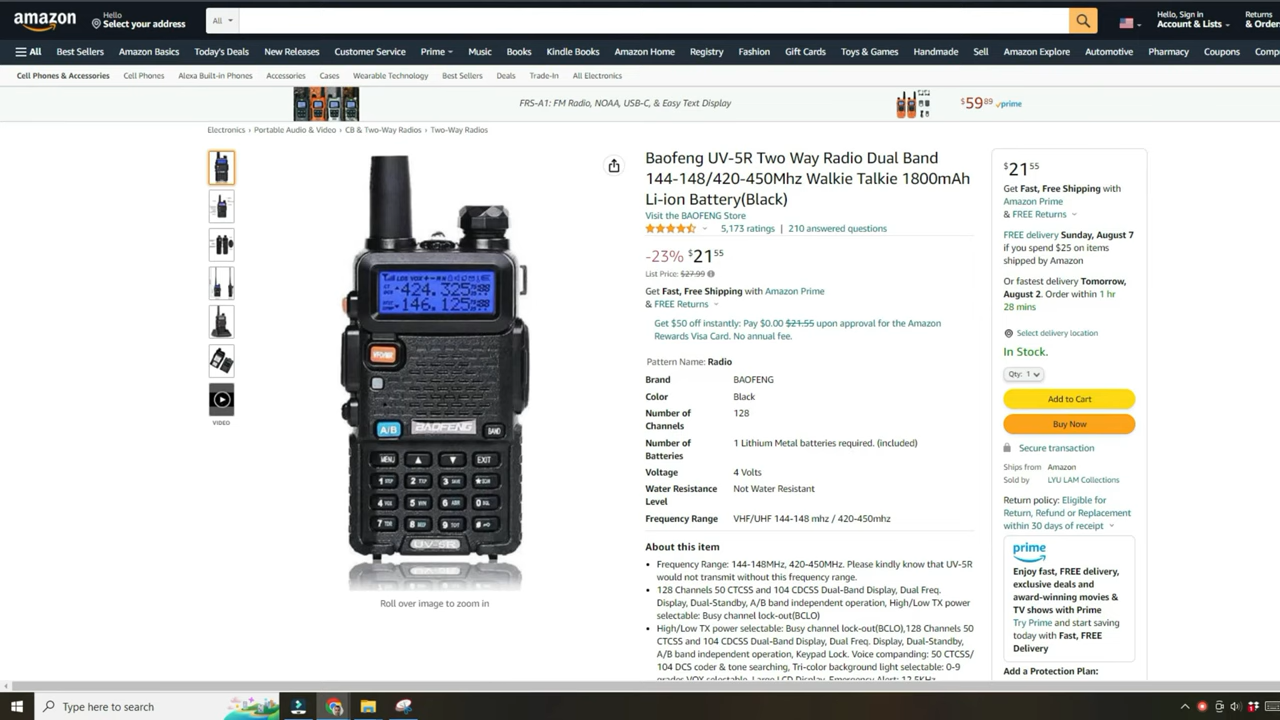 amazon
Hello
Select your address
All
Hello, Sign in
Account & Lists
Returns
& Order
All
Best Sellers
Amazon Basics
Today's Deals
New Releases
Customer Service
Prime
Music
Books
Kindle Books
Amazon Home
Registry
Fashion
Gift Cards
Toys & Games
Handmade
Sell
Amazon Explore
Automotive
Pharmacy
Coupons
Comp
Cell Phones & Accessories
Cell Phones
Alexa Built-in Phones
Accessories
Cases
Wearable Technology
Best Sellers
Deals
Trade-In
All Electronics
FRS-A1: FM Radio, NOAA, USB-C, & Easy Text Display
$59 89 prime
Electronics › Portable Audio & Video › CB & Two-Way Radios › Two-Way Radios
VIDEO
424.325
146.125
VFO/MR
A/B
BAOFENG
BAND
MENU
EXIT
UV-5R
Roll over image to zoom in
Baofeng UV-5R Two Way Radio Dual Band
144-148/420-450Mhz Walkie Talkie 1800mAh
Li-ion Battery(Black)
Visit the BAOFENG Store
5,173 ratings | 210 answered questions
-23% $21 55
List Price: $27.99
Get Fast, Free Shipping with Amazon Prime
& FREE Returns
Get $50 off instantly: Pay $0.00 $21.55 upon approval for the Amazon
Rewards Visa Card. No annual fee.
Pattern Name: Radio
Brand BAOFENG
Color Black
Number of 128
Channels
Number of 1 Lithium Metal batteries required. (included)
Batteries
Voltage 4 Volts
Water Resistance Not Water Resistant
Level
Frequency Range VHF/UHF 144-148 mhz / 420-450mhz
About this item
• Frequency Range: 144-148MHz, 420-450MHz. Please kindly know that UV-5R
would not transmit without this frequency range.
• 128 Channels 50 CTCSS and 104 CDCSS Dual-Band Display, Dual Freq.
Display, Dual-Standby, A/B band independent operation, High/Low TX power
selectable: Busy channel lock-out(BCLO)
• High/Low TX power selectable: Busy channel lock-out(BCLO),128 Channels 50
CTCSS and 104 CDCSS Dual-Band Display, Dual Freq. Display, Dual-Standby,
A/B band independent operation, Keypad Lock. Voice companding: 50 CTCSS/
104 DCS coder & tone searching, Tri-color background light selectable: 0-9
grades VOX selectable, Large LCD Display, Emergency Alert: 12.5KHz
$21 55
Get Fast, Free Shipping with
Amazon Prime
& FREE Returns
FREE delivery Sunday, August 7
if you spend $25 on items
shipped by Amazon
Or fastest delivery Tomorrow,
August 2. Order within 1 hr
28 mins
Select delivery location
In Stock.
Qty: 1
Add to Cart
Buy Now
Secure transaction
Ships from Amazon
Sold by LYU LAM Collections
Return policy: Eligible for
Return, Refund or Replacement
within 30 days of receipt
prime
Enjoy fast, FREE delivery,
exclusive deals and
award-winning movies &
TV shows with Prime
Try Prime and start saving
today with Fast, FREE
Delivery
Add a Protection Plan:
Type here to search